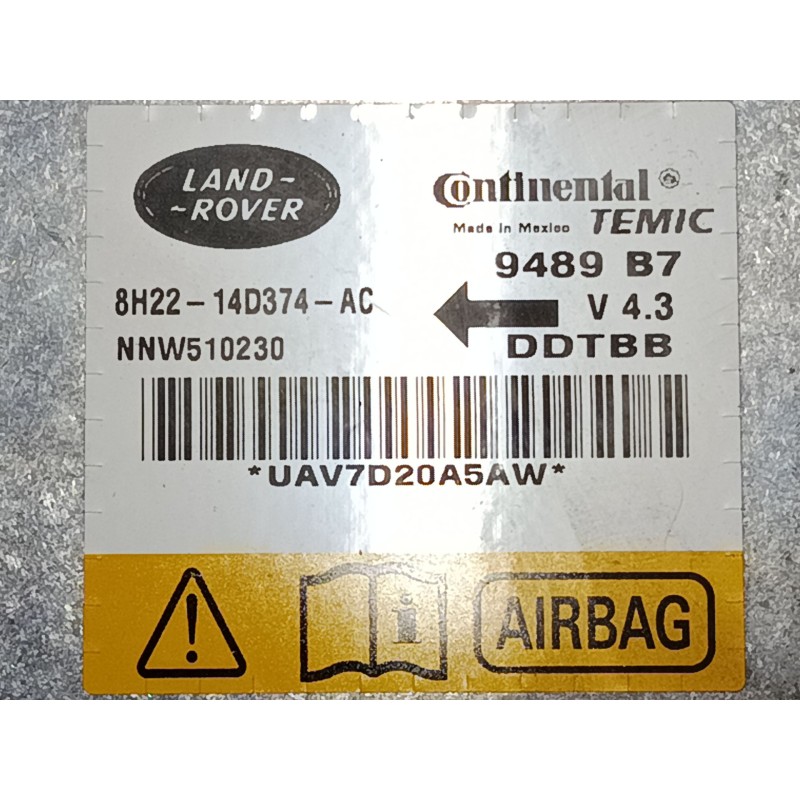 LAND-
-ROVER
Continental®
Made in Mexico TEMIC
9489 B7
8H22-14D374-AC
V 4.3
NNW510230
DDTBB
*UAV7D20A5AW*
! i AIRBAG